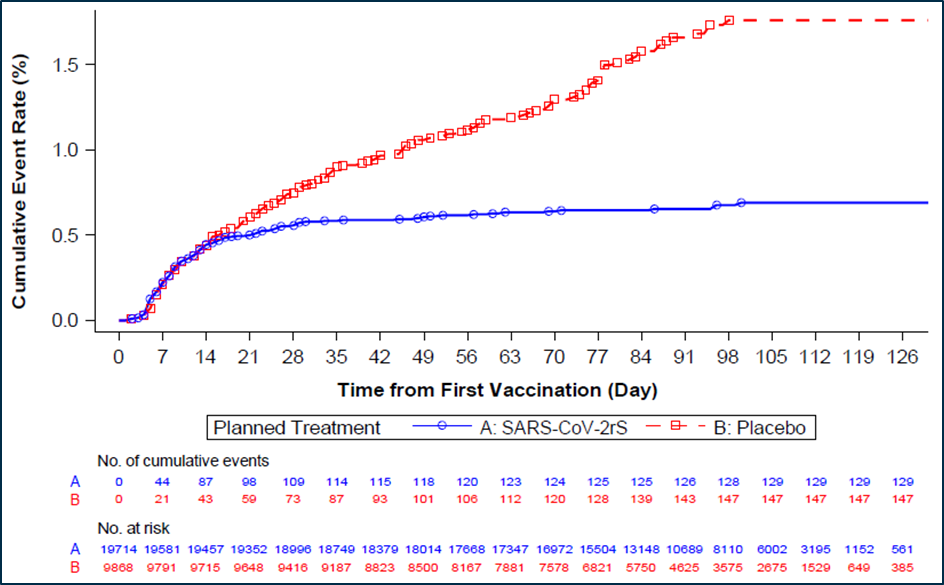 Cumulative Event Rate (%)
1.5
1.0
0.5
0.0
0 7 14 21 28 35 42 49 56 63 70 77 84 91 98 105 112 119 126
Time from First Vaccination (Day)
Planned Treatment A: SARS-CoV-2rS B: Placebo
No. of cumulative events
A 0 44 87 98 109 114 115 118 120 123 124 125 125 126 128 129 129 129 129
B 0 21 43 59 73 87 93 101 106 112 120 128 139 143 147 147 147 147 147
No. at risk
A 19714 19581 19457 19352 18996 18749 18379 18014 17668 17347 16972 15504 13148 10689 8110 6002 3195 1152 561
B 9868 9791 9715 9648 9416 9187 8823 8500 8167 7881 7578 6821 5750 4625 3575 2675 1529 649 385